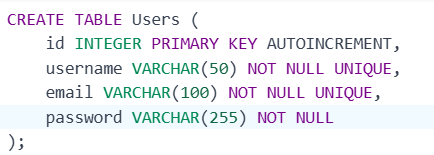 CREATE TABLE Users (
    id INTEGER PRIMARY KEY AUTOINCREMENT,
    username VARCHAR(50) NOT NULL UNIQUE,
    email VARCHAR(100) NOT NULL UNIQUE,
    password VARCHAR(255) NOT NULL
);